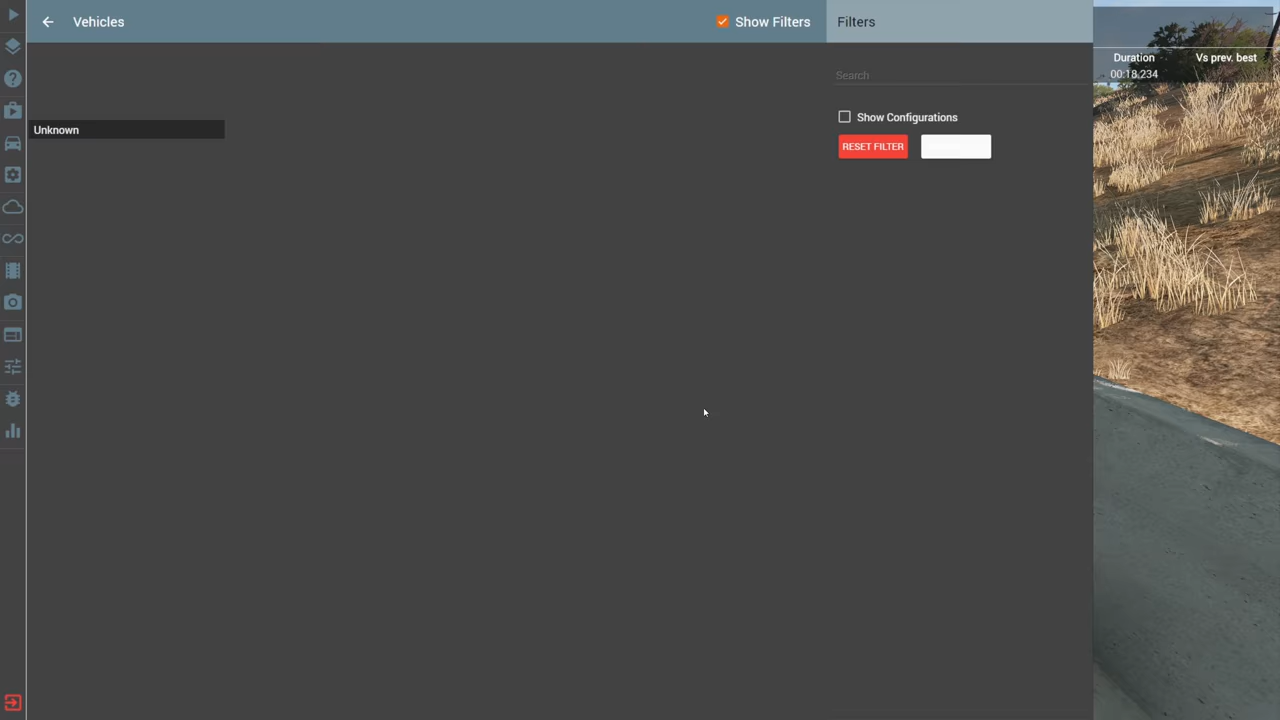 Vehicles
Show Filters
Filters
Duration
Vs prev. best
00:18.234
Search
Show Configurations
Unknown
RESET FILTER